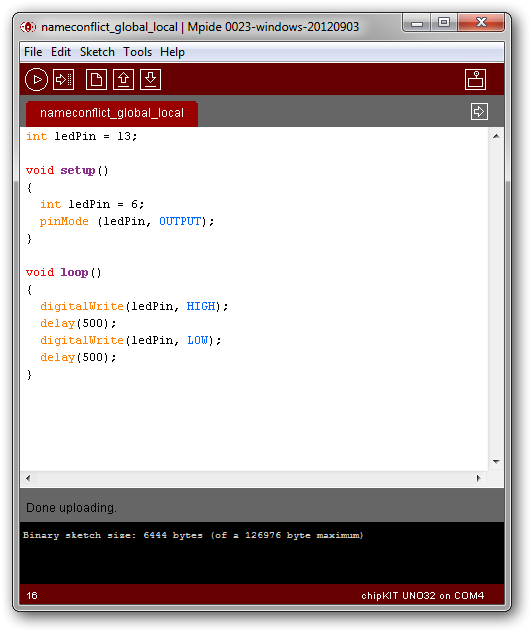 nameconflict_global_local | Mpide 0023-windows-20120903
File Edit Sketch Tools Help
nameconflict_global_local
int ledPin = 13;
void setup()
{
int ledPin = 6;
pinMode (ledPin, OUTPUT);
}
void loop()
{
digitalWrite(ledPin, HIGH);
delay(500);
digitalWrite(ledPin, LOW);
delay(500);
}
Done uploading.
Binary sketch size: 6444 bytes (of a 126976 byte maximum)
16 chipKIT UNO32 on COM4